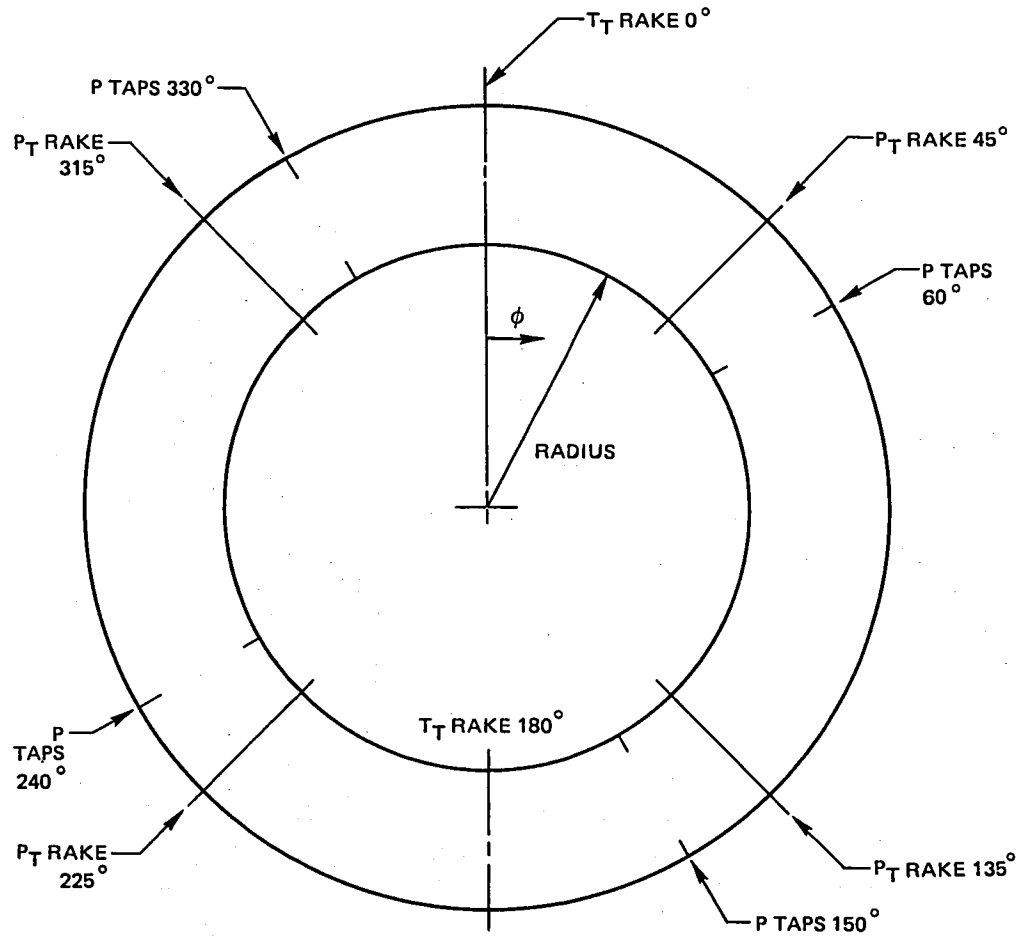 T_T RAKE 0°
P TAPS 330°
P_T RAKE
315°
P_T RAKE 45°
P TAPS
60°
ϕ
RADIUS
T_T RAKE 180°
P
TAPS
240°
P_T RAKE
225°
P_T RAKE 135°
P TAPS 150°